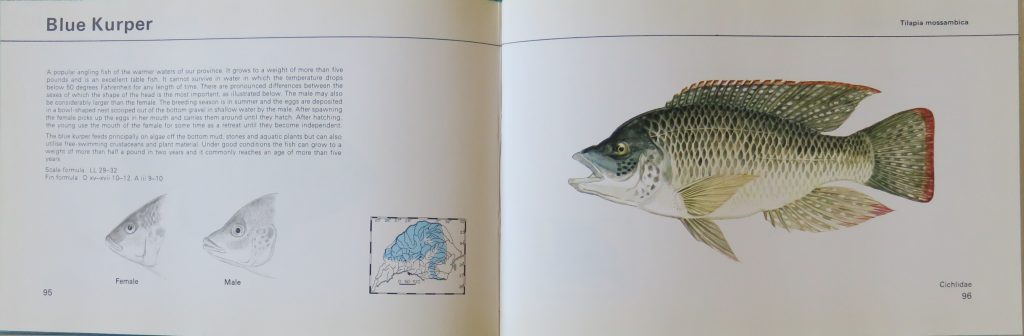 Blue Kurper
A popular angling fish of the warmer waters of our province. It grows to a weight of more than five
pounds and is an excellent table fish. It cannot survive in water in which the temperature drops
below 50 degrees Fahrenheit for any length of time. There are pronounced differences between the
sexes of which the shape of the head is the most important, as illustrated below. The male may also
be considerably larger than the female. The breeding season is in summer and the eggs are deposited
in a bowl-shaped nest scooped out of the bottom gravel in shallow water by the male. After spawning
the female picks up the eggs in her mouth and carries them around until they hatch. After hatching,
the young use the mouth of the female for some time as a retreat until they become independent.
The blue kurper feeds principally on algae off the bottom mud, stones and aquatic plants but can also
utilise free-swimming crustaceans and plant material. Under good conditions the fish can grow to a
weight of more than half a pound in two years and it commonly reaches an age of more than five
years.
Scale formula: LL 29–32
Fin formula: D xv–xvii 10–12, A iii 9–10
Female
Male
95
Tilapia mossambica
Cichlidae
96